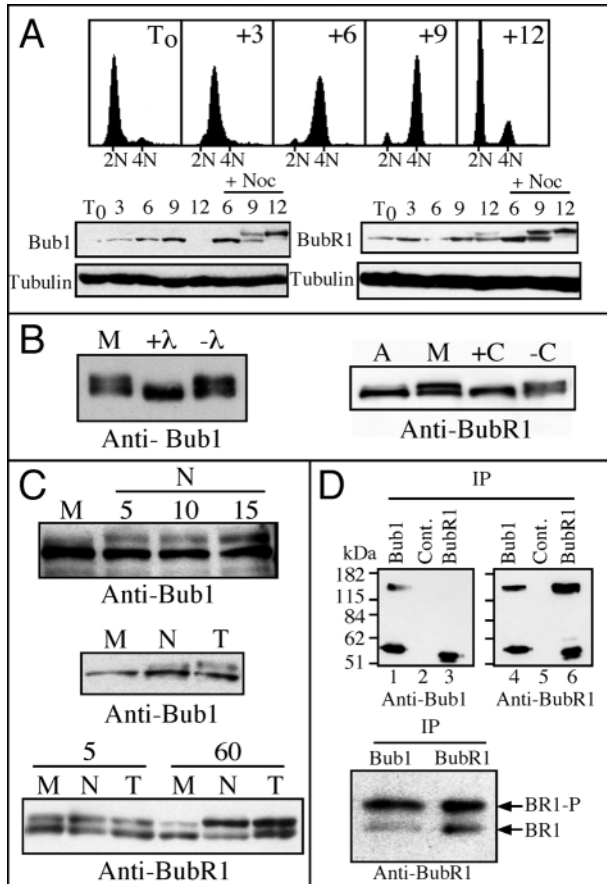 A
To +3 +6 +9 +12
2N 4N 2N 4N 2N 4N 2N 4N 2N 4N
+ Noc + Noc
T0 3 6 9 12 6 9 12 T0 3 6 9 12 6 9 12
Bub1 BubR1
Tubulin Tubulin
B
M +λ -λ A M +C -C
Anti- Bub1 Anti-BubR1
C
N
M 5 10 15
Anti-Bub1
M N T
Anti-Bub1
5 60
M N T M N T
Anti-BubR1
D
IP
Bub1 Cont. BubR1 Bub1 Cont. BubR1
kDa
182
115
84
62
51
1 2 3 4 5 6
Anti-Bub1 Anti-BubR1
IP
Bub1 BubR1
BR1-P
BR1
Anti-BubR1